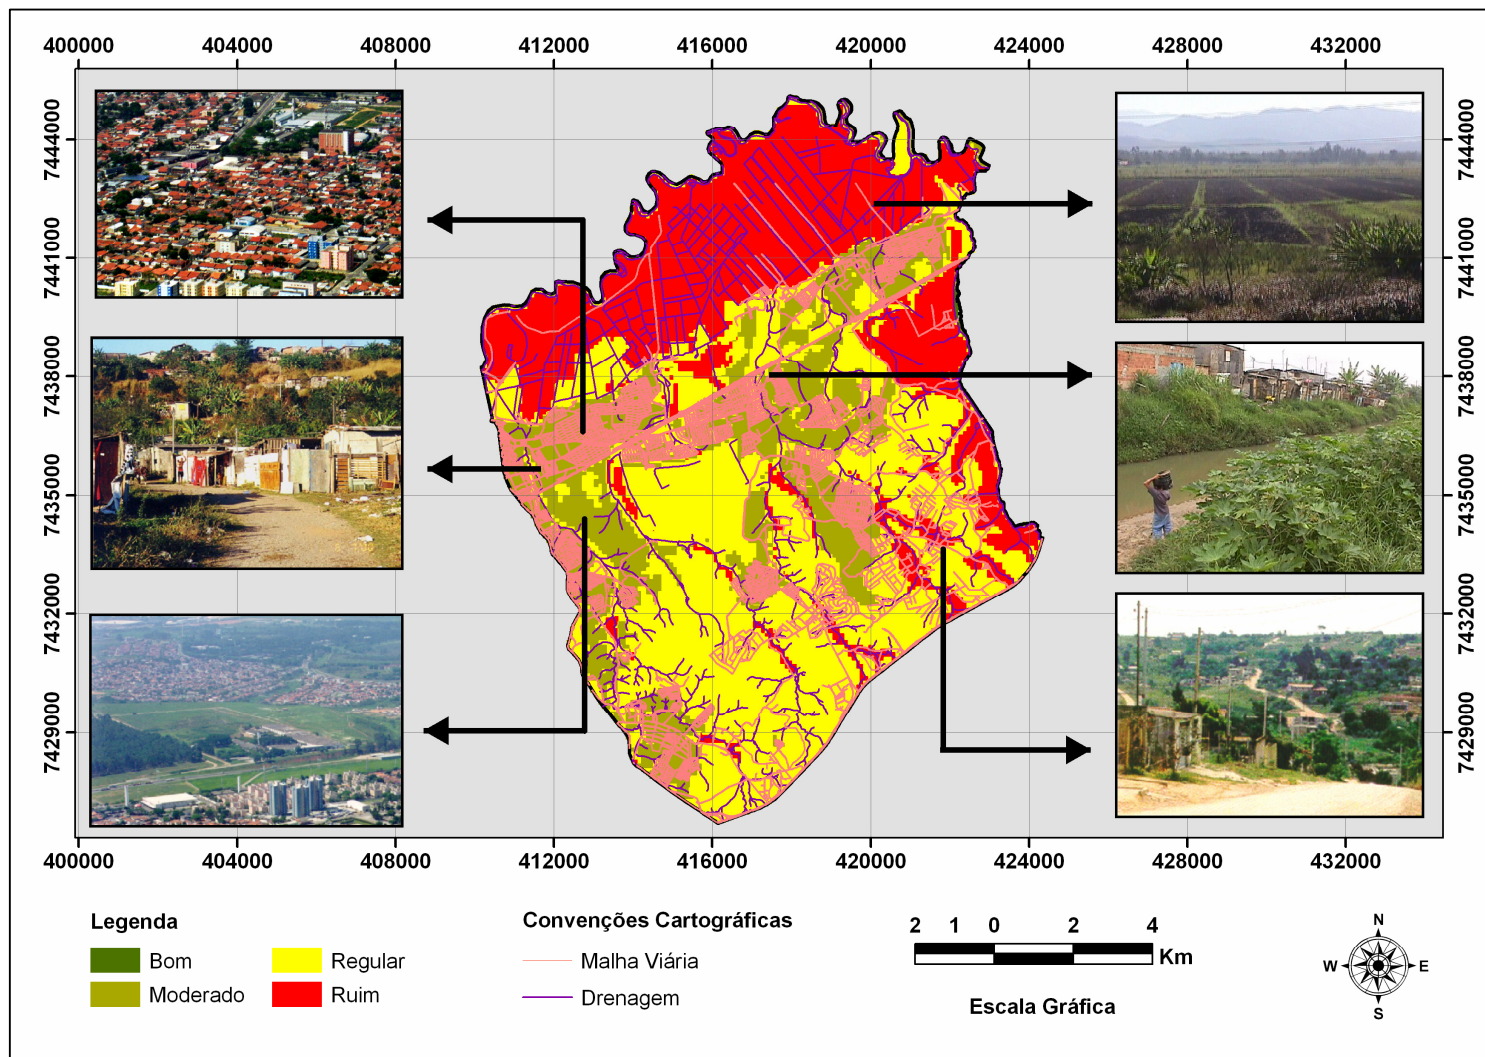 400000 404000 408000 412000 416000 420000 424000 428000 432000
7444000 7444000
7441000 7441000
7438000 7438000
7435000 7435000
7432000 7432000
7429000 7429000
400000 404000 408000 412000 416000 420000 424000 428000 432000
Legenda
Bom
Regular
Moderado
Ruim
Convenções Cartográficas
Malha Viária
Drenagem
2 1 0 2 4
Km
Escala Gráfica
N
W E
S